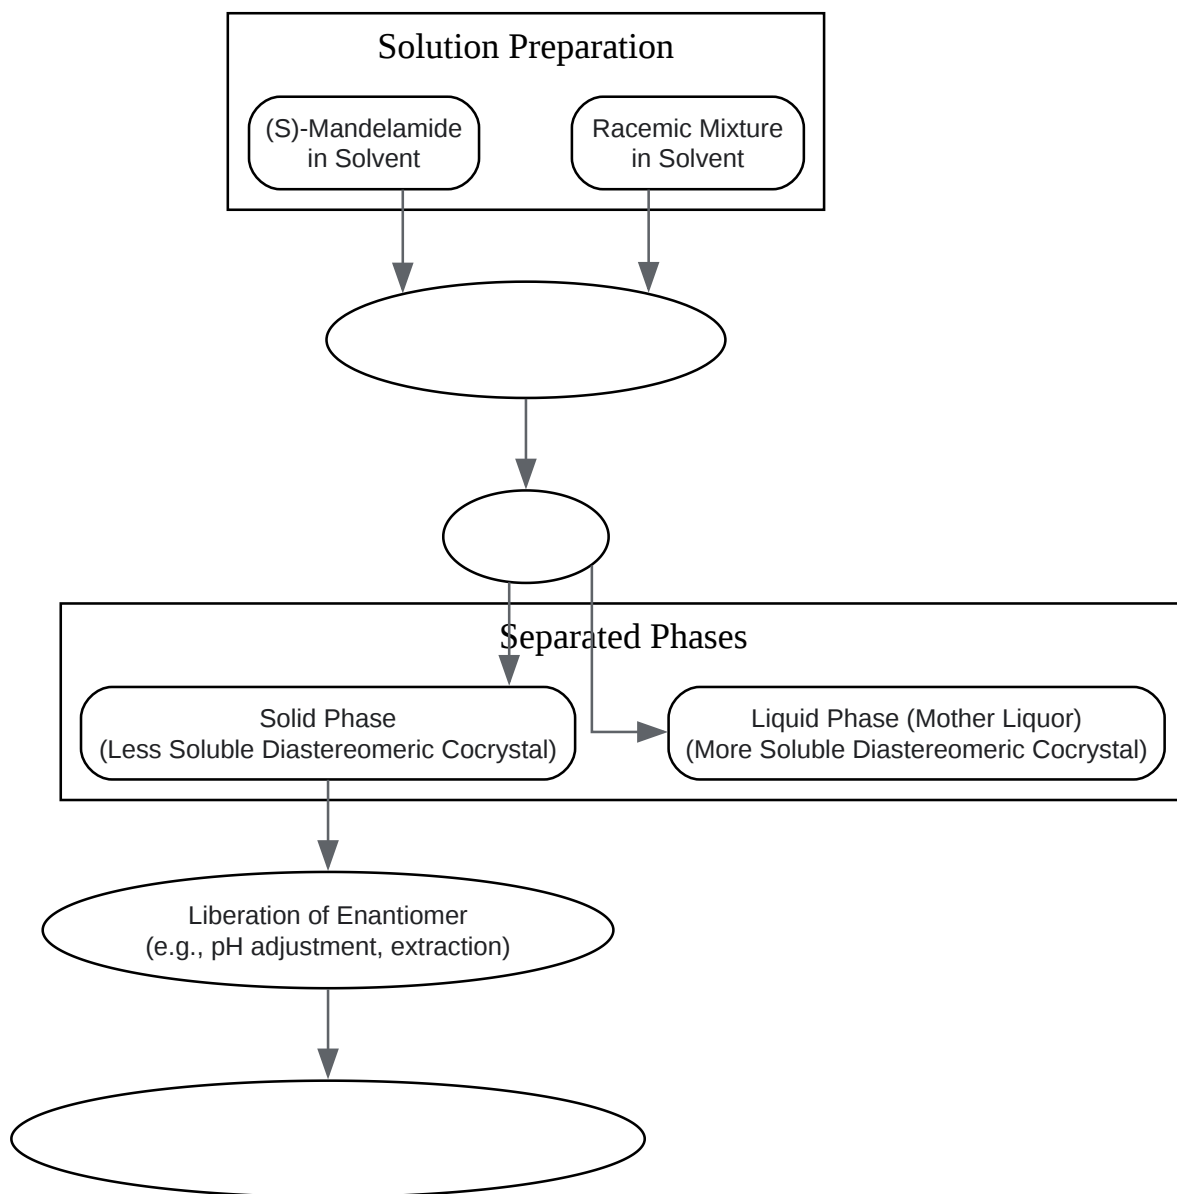 Solution Preparation
(S)-Mandelamide
in Solvent
Racemic Mixture
in Solvent
Separated Phases
Solid Phase
(Less Soluble Diastereomeric Cocrystal)
Liquid Phase (Mother Liquor)
(More Soluble Diastereomeric Cocrystal)
Liberation of Enantiomer
(e.g., pH adjustment, extraction)